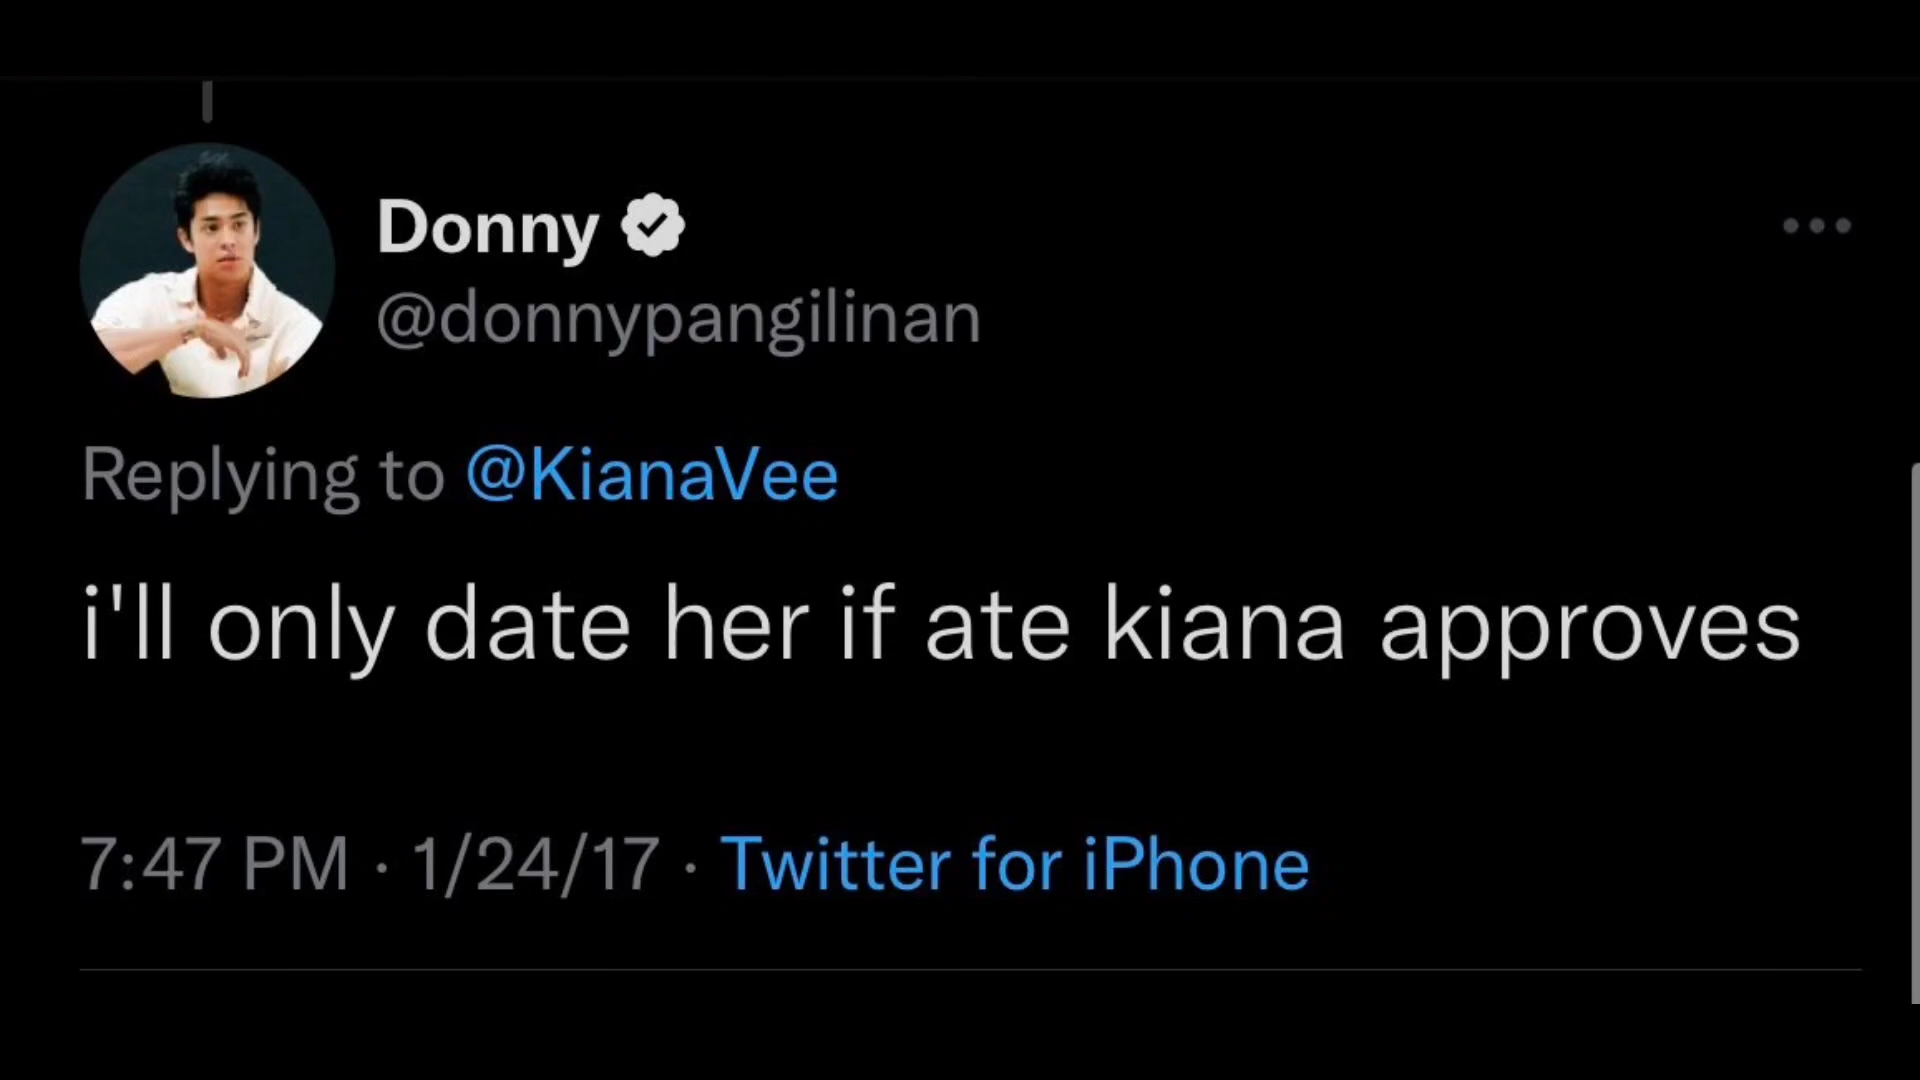 Donny
@donnypangilinan
Replying to @KianaVee
i'll only date her if ate kiana approves
7:47 PM · 1/24/17 · Twitter for iPhone